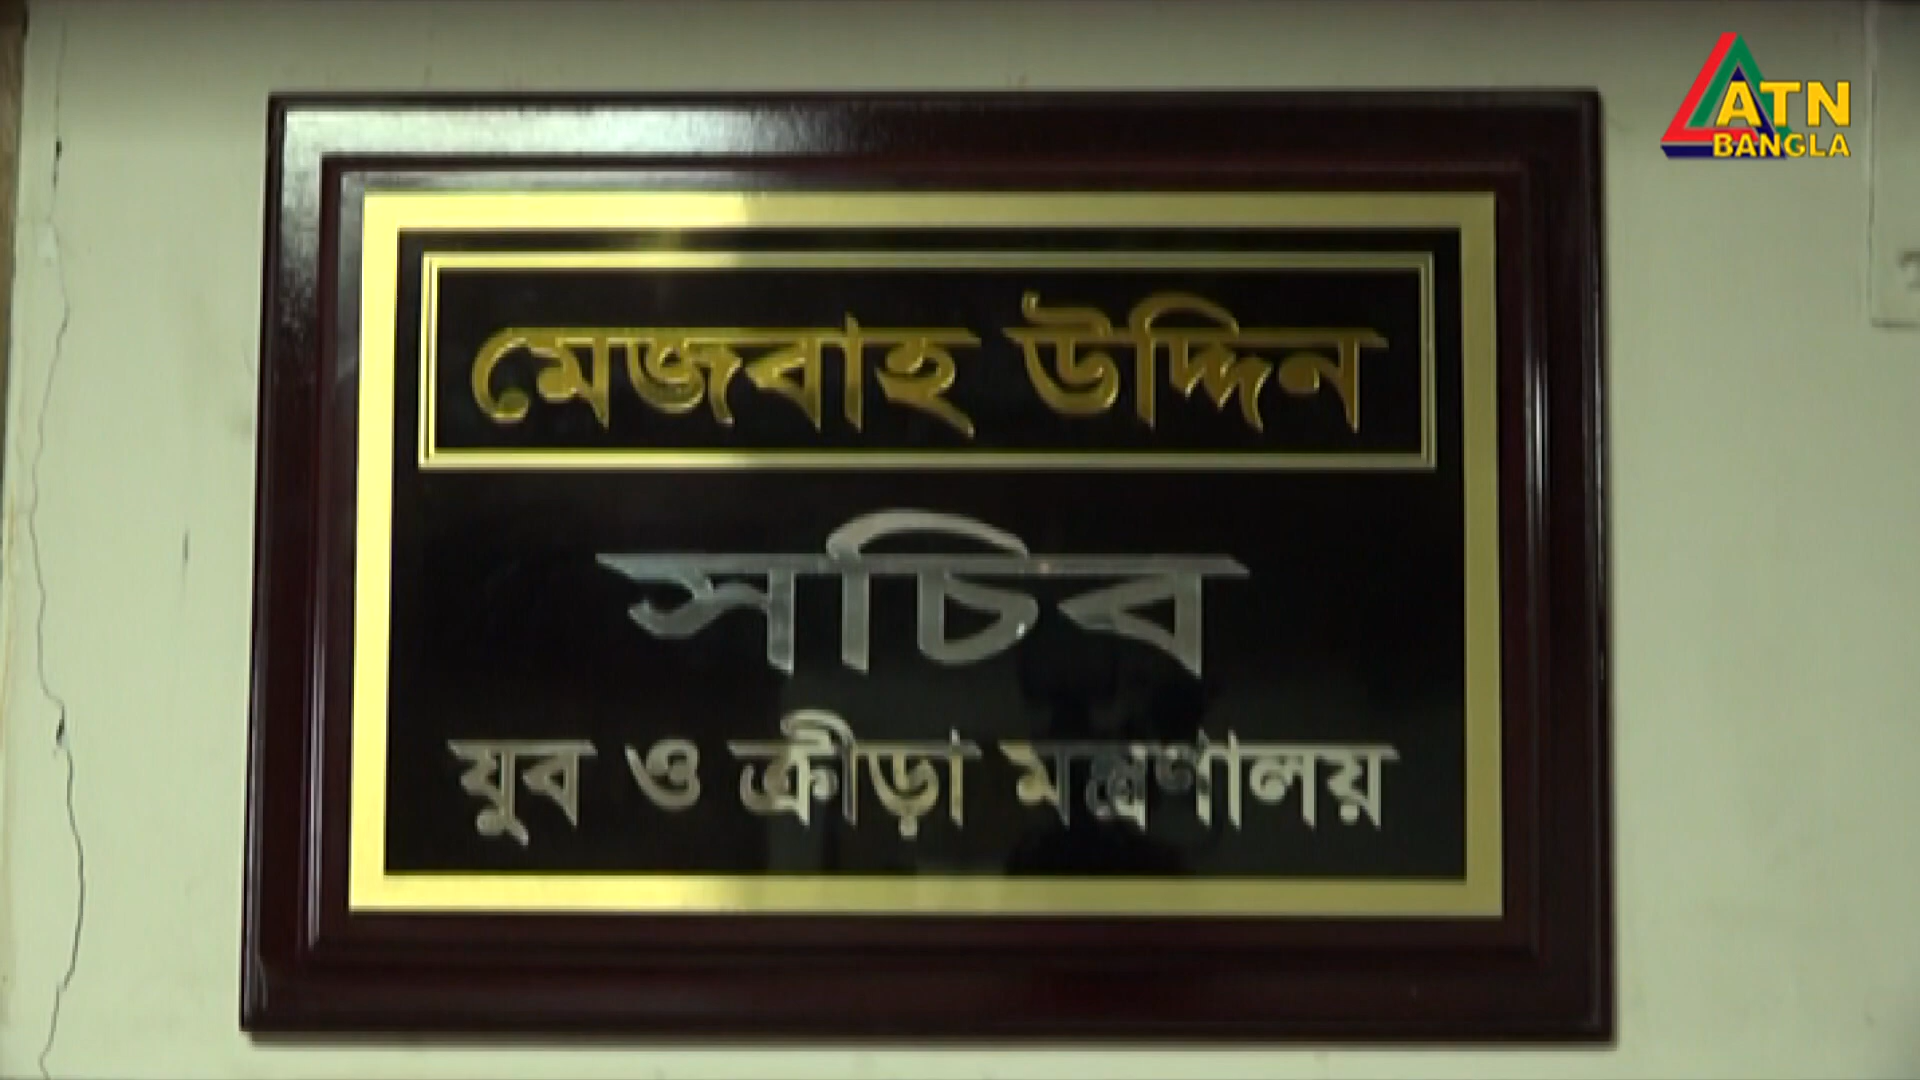 ATN
BANGLA
মেজবাহ উদ্দিন
সচিব
যুব ও ক্রীড়া মন্ত্রণালয়